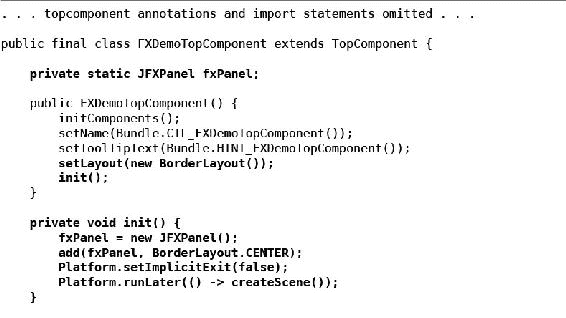 . . . topcomponent annotations and import statements omitted . . .
public final class FXDemoTopComponent extends TopComponent {
private static JFXPanel fxPanel;
public FXDemoTopComponent() {
initComponents();
setName(Bundle.CTL_FXDemoTopComponent());
setToolTipText(Bundle.HINT_FXDemoTopComponent());
setLayout(new BorderLayout());
init();
}
private void init() {
fxPanel = new JFXPanel();
add(fxPanel, BorderLayout.CENTER);
Platform.setImplicitExit(false);
Platform.runLater(() -> createScene());
}